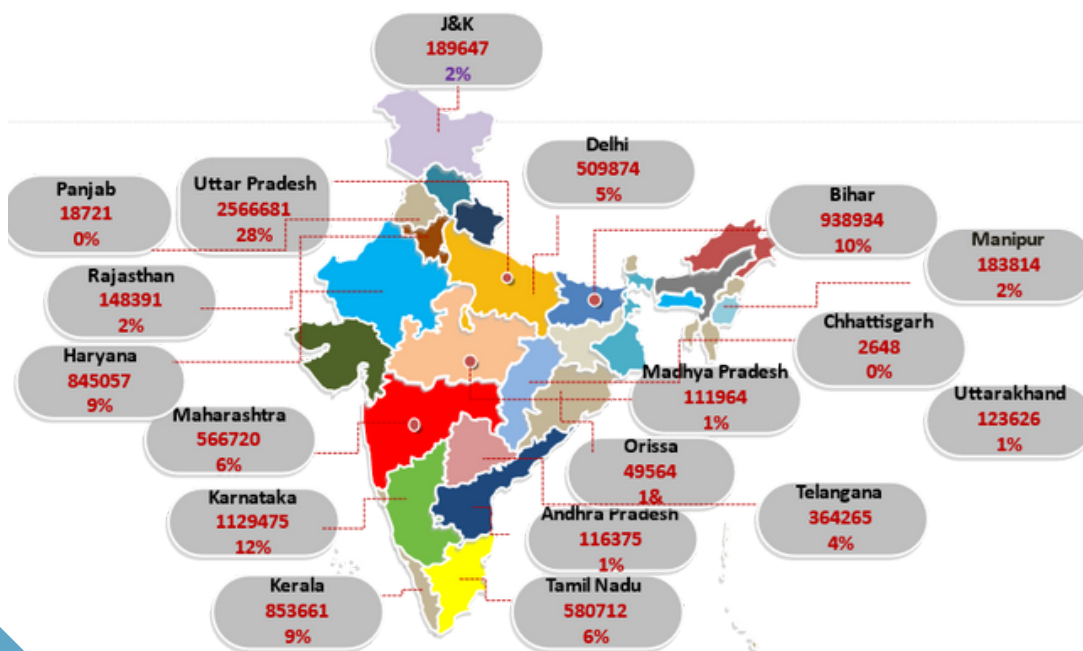 J&K
189647
2%
Delhi
509874
5%
Panjab
18721
0%
Uttar Pradesh
2566681
28%
Bihar
938934
10%
Manipur
183814
2%
Rajasthan
148391
2%
Chhattisgarh
2648
0%
Haryana
845057
9%
Madhya Pradesh
111964
1%
Uttarakhand
123626
1%
Maharashtra
566720
6%
Orissa
49564
1&
Karnataka
1129475
12%
Telangana
364265
4%
Andhra Pradesh
116375
1%
Kerala
853661
9%
Tamil Nadu
580712
6%